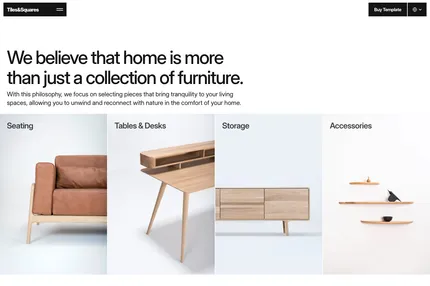 Tiles&Squares
Buy Template
We believe that home is more
than just a collection of furniture.
With this philosophy, we focus on selecting pieces that bring tranquility to your living
spaces, allowing you to unwind and reconnect with nature in the comfort of your home.
Seating
Tables & Desks
Storage
Accessories